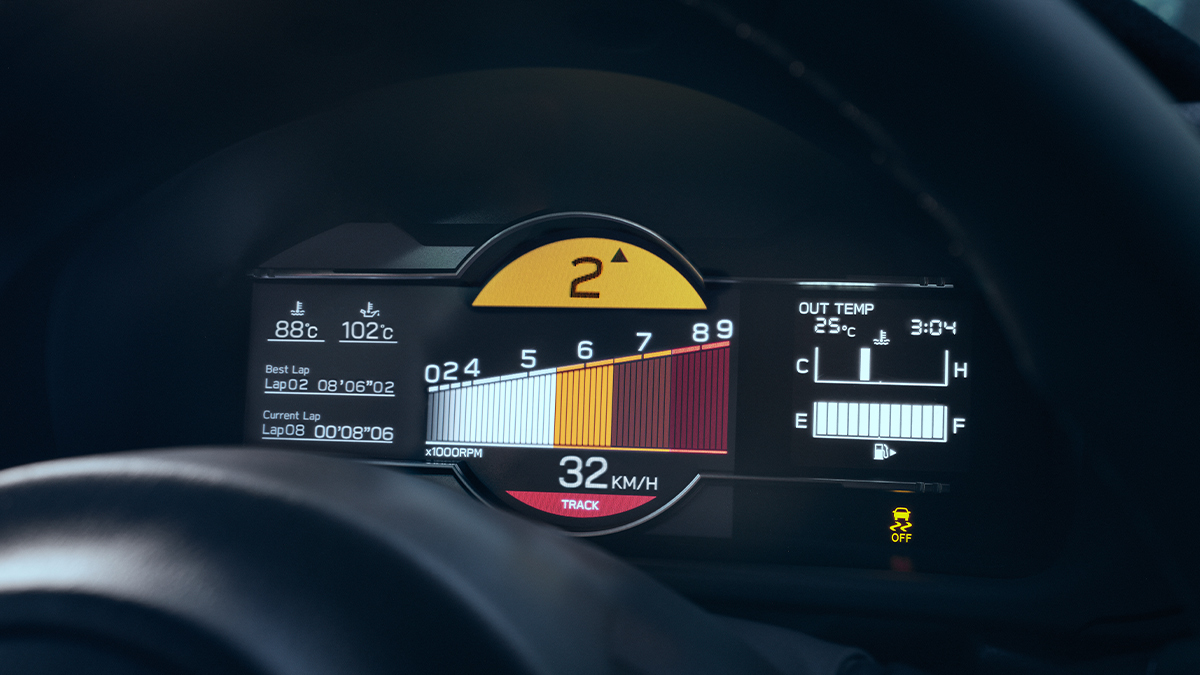 88°C 102°C
Best Lap
Lap02 08'06"02
Current Lap
Lap08 00'08"06
2
0 2 4 5 6 7 8 9
x1000RPM
32 KM/H
TRACK
OUT TEMP
25°C 3:04
C H
E F
OFF